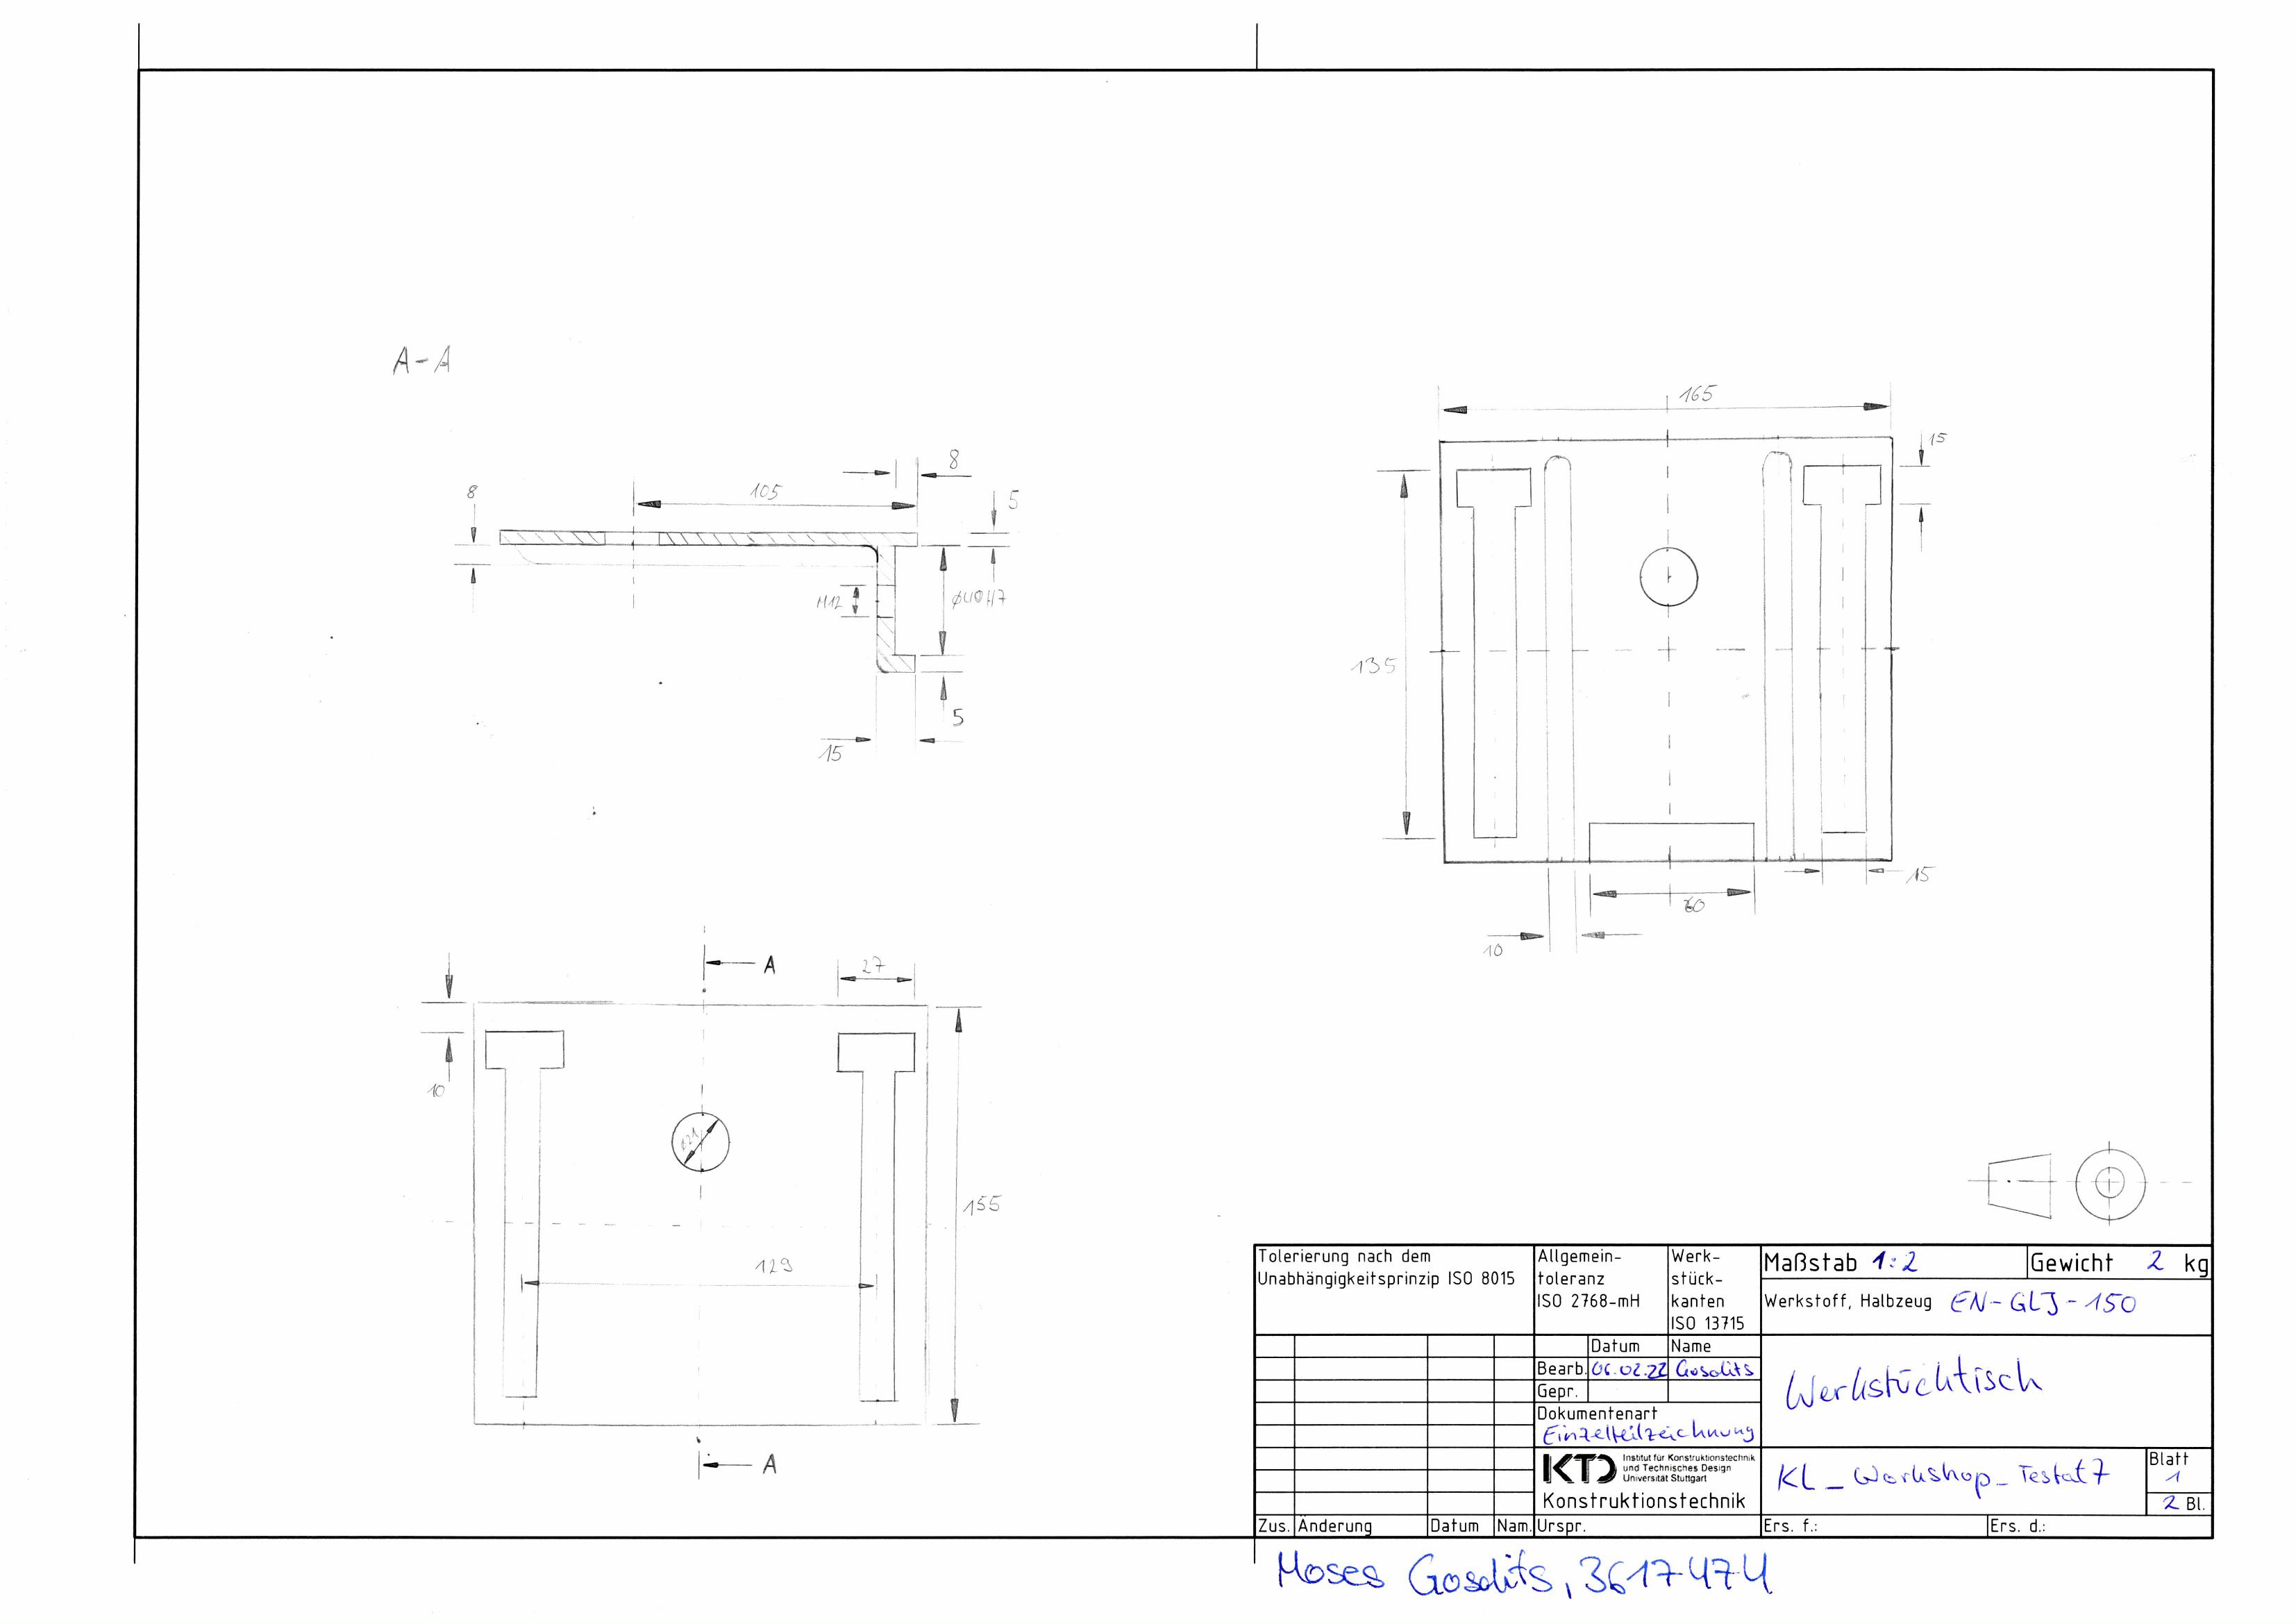 A-A
8
105
8
5
M12
⌀40H7
5
15
165
15
135
15
60
10
A
27
10
155
129
A
Tolerierung nach dem
Unabhängigkeitsprinzip ISO 8015
Allgemein-
toleranz
ISO 2768-mH
Werk-
stück-
kanten
ISO 13715
Maßstab 1:2
Gewicht 2 kg
Werkstoff, Halbzeug EN-GLJ-150
Datum Name
Bearb. 06.02.22 Gosolits
Gepr.
Dokumentenart
Einzelteilzeichnung
Werkstücktisch
KTD Institut für Konstruktionstechnik
und Technisches Design
Universität Stuttgart
Konstruktionstechnik
KL_Workshop_Testat7
Blatt
1
2 Bl.
Zus. Änderung Datum Nam. Urspr. Ers. f.: Ers. d.:
Moses Gosolits, 3617474